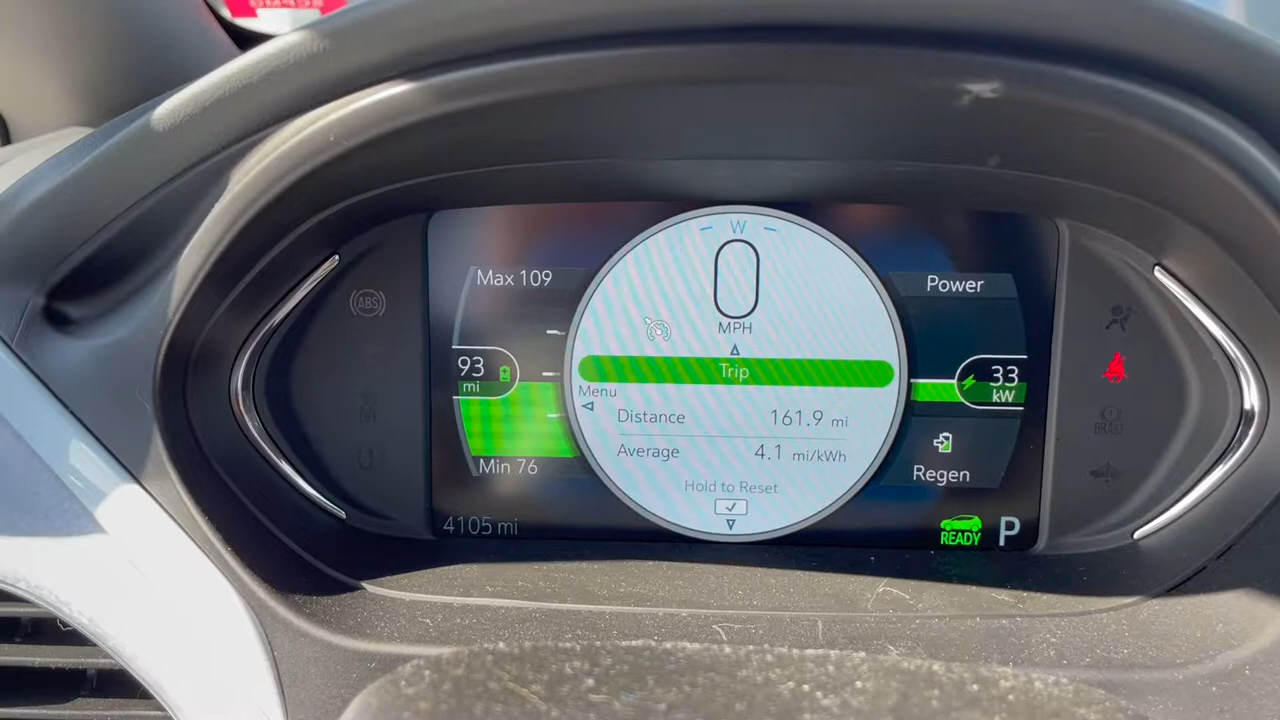 W
0
MPH
Max 109
93
mi
Min 76
4105 mi
Trip
Menu
Distance 161.9 mi
Average 4.1 mi/kWh
Hold to Reset
Power
33
kW
Regen
READY
P
ABS
BRAKE